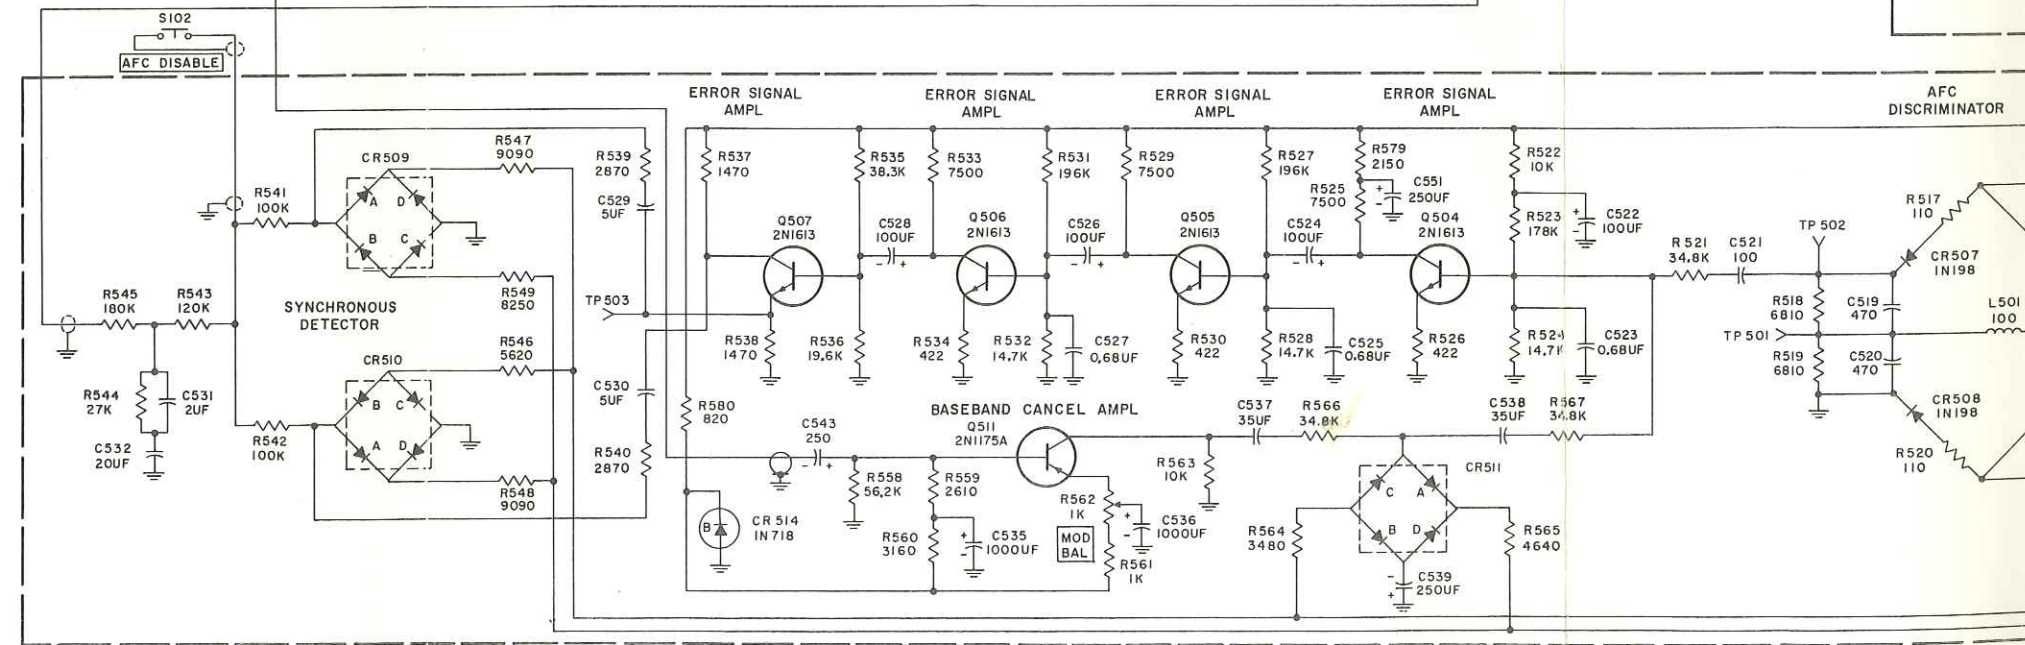 S102
AFC DISABLE
ERROR SIGNAL
AMPL
ERROR SIGNAL
AMPL
ERROR SIGNAL
AMPL
ERROR SIGNAL
AMPL
AFC
DISCRIMINATOR
R547
9090
CR509
A
D
B
C
R541
100K
R549
8250
SYNCHRONOUS
DETECTOR
R545
180K
R543
120K
R544
27K
C531
2UF
C532
20UF
R546
5620
CR510
B
C
A
D
R542
100K
R548
9090
R539
2870
C529
5UF
TP503
C530
5UF
R540
2870
R537
1470
Q507
2N1613
R538
1470
R535
38.3K
C528
100UF
R536
19.6K
R533
7500
Q506
2N1613
R534
422
R531
196K
C526
100UF
R532
14.7K
C527
0.68UF
R529
7500
Q505
2N1613
R530
422
R527
196K
C524
100UF
R528
14.7K
C525
0.68UF
R579
2150
R525
7500
C551
250UF
Q504
2N1613
R526
422
R522
10K
R523
178K
C522
100UF
R524
14.7K
C523
0.68UF
R521
34.8K
C521
100
TP 502
R517
110
CR507
1N198
R518
6810
C519
470
L501
100
TP 501
R519
6810
C520
470
CR508
1N198
R520
110
R580
820
BASEBAND CANCEL AMPL
Q511
2N1175A
C543
250
R558
56.2K
R559
2610
R560
3160
C535
1000UF
CR 514
1N718
B
R562
1K
MOD
BAL
C536
1000UF
R561
1K
R563
10K
C537
35UF
R566
34.8K
C538
35UF
R567
34.8K
CR511
C
A
B
D
R564
3480
R565
4640
C539
250UF